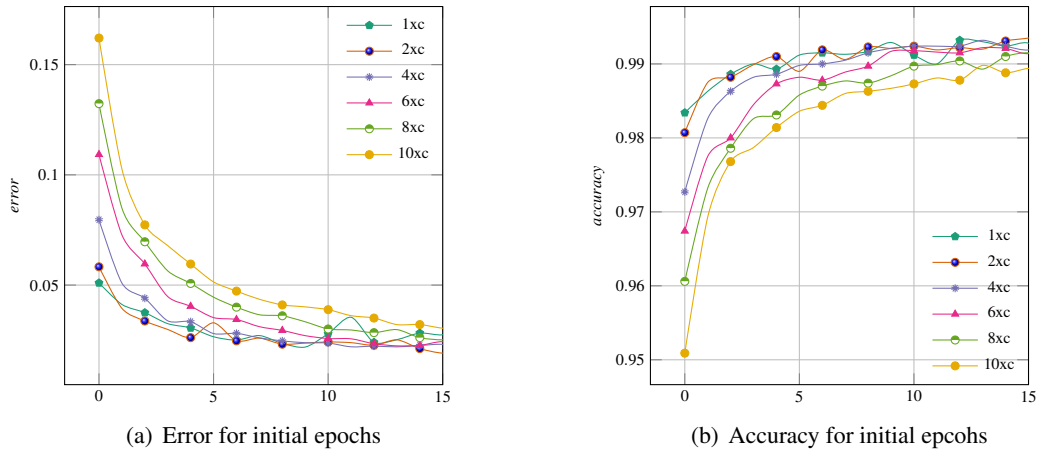 0.15
0.1
0.05
error
1xc
2xc
4xc
6xc
8xc
10xc
0 5 10 15
(a) Error for initial epochs
0.99
0.98
0.97
0.96
0.95
accuracy
1xc
2xc
4xc
6xc
8xc
10xc
0 5 10 15
(b) Accuracy for initial epcohs